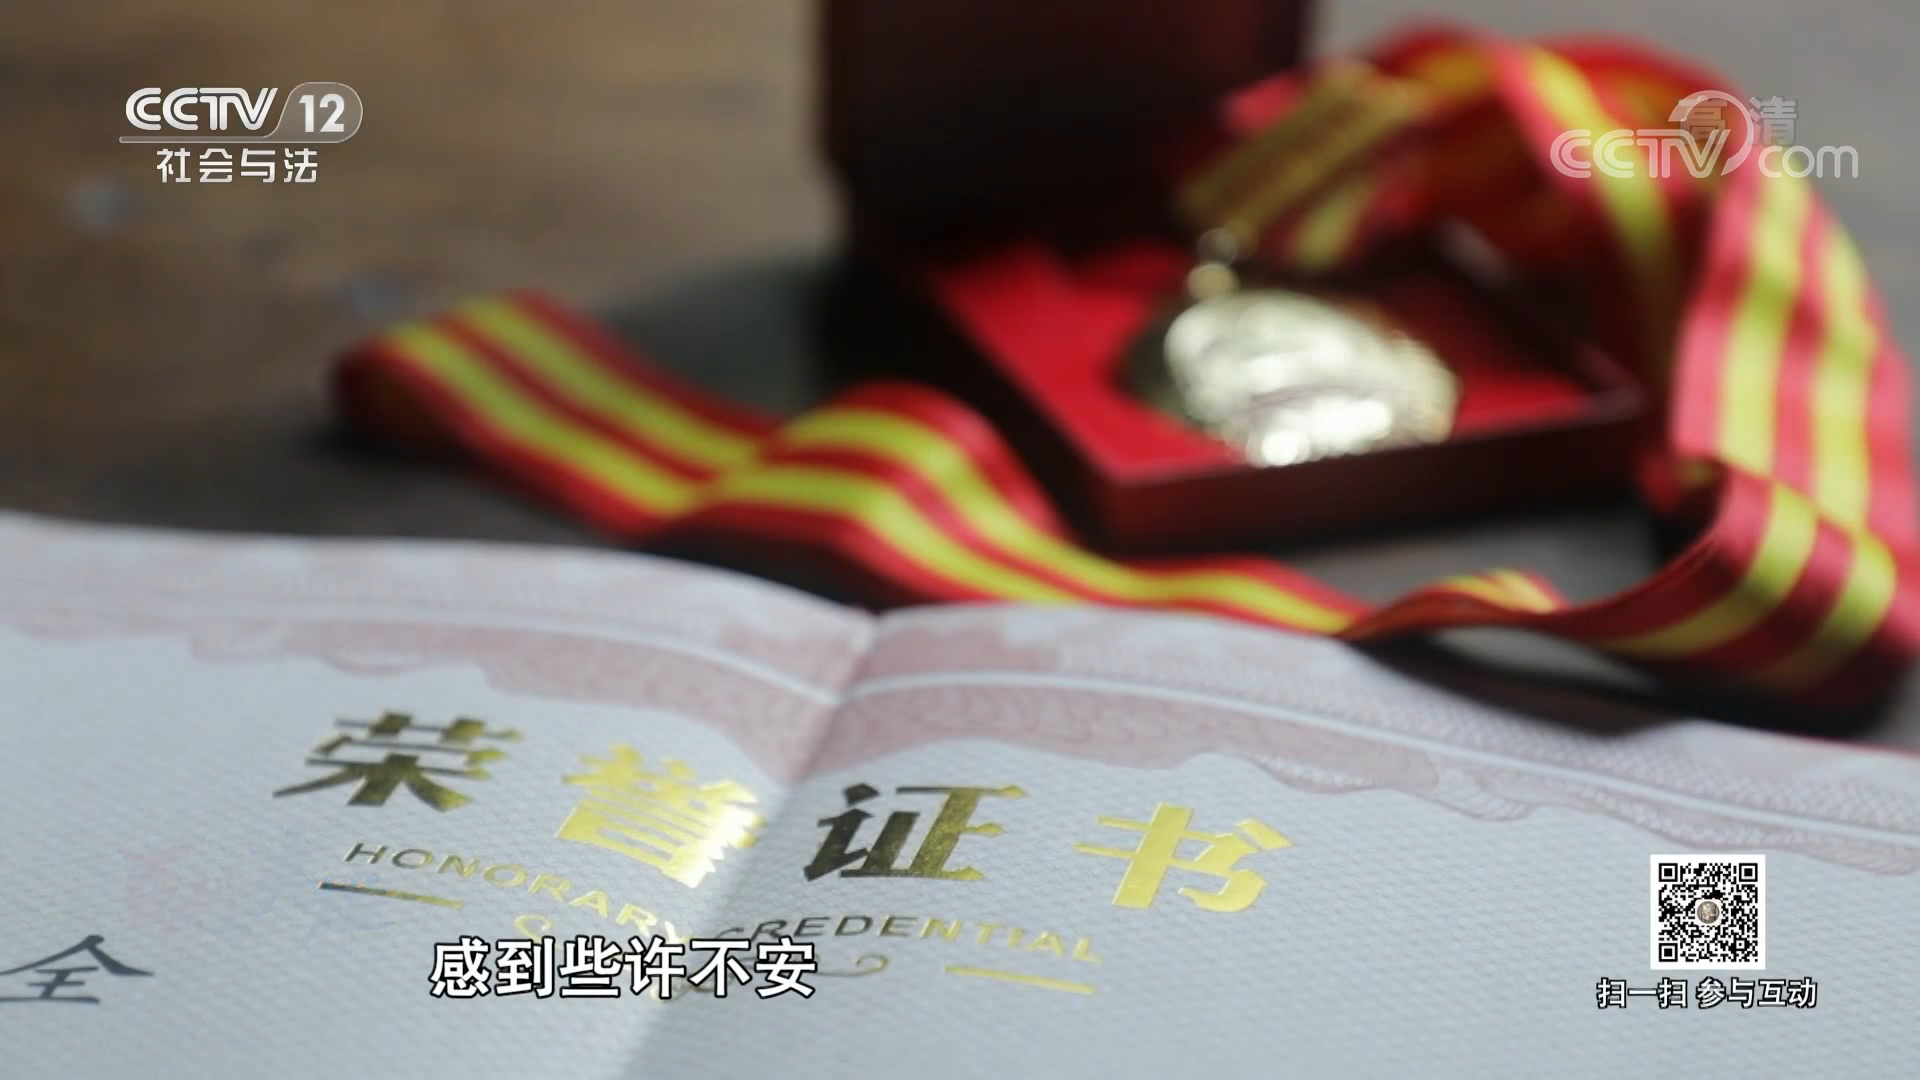 CCTV 12
社会与法
高清
CCTV com
荣誉证书
HONORARY CREDENTIAL
全
感到些许不安
扫一扫 参与互动